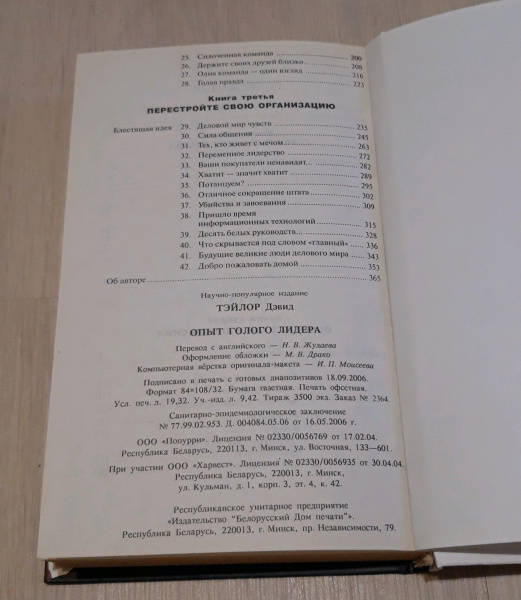 25. Сплоченная команда 200
26. Держите своих друзей близко 208
27. Одна команда — один взгляд 216
28. Голая правда 223
Книга третья
ПЕРЕСТРОЙТЕ СВОЮ ОРГАНИЗАЦИЮ
Блестящая идея 29. Деловой мир чувств 235
30. Сила общения 245
31. Тех, кто живет с мечом... 263
32. Переменное лидерство 272
33. Ваши покупатели ненавидят... 282
34. Хватит — значит хватит 289
35. Потанцуем? 295
36. Отличное сокращение штата 302
37. Убийства и завоевания 309
38. Пришло время
информационных технологий 315
39. Десять белых руководств... 328
40. Что скрывается под словом «главный» 336
41. Будущие великие люди делового мира 343
42. Добро пожаловать домой 353
Об авторе 365
Научно-популярное издание
ТЭЙЛОР Дэвид
ОПЫТ ГОЛОГО ЛИДЕРА
Перевод с английского — Н. В. Жулаева
Оформление обложки — М. В. Драко
Компьютерная вёрстка оригинала-макета — И. П. Моисеева
Подписано в печать с готовых диапозитивов 18.09.2006.
Формат 84×108/32. Бумага газетная. Печать офсетная.
Усл. печ. л. 19,32. Уч.-изд. л. 9,42. Тираж 3500 экз. Заказ № 2364.
Санитарно-эпидемиологическое заключение
№ 77.99.02.953. Д. 004084.05.06 от 16.05.2006 г.
ООО «Попурри». Лицензия № 02330/0056769 от 17.02.04.
Республика Беларусь, 220113, г. Минск, ул. Восточная, 133—601.
При участии ООО «Харвест». Лицензия № 02330/0056935 от 30.04.04.
Республика Беларусь, 220013, г. Минск,
ул. Кульман, д. 1, корп. 3, эт. 4, к. 42.
Республиканское унитарное предприятие
«Издательство "Белорусский Дом печати"».
Республика Беларусь, 220013, г. Минск, пр. Независимости, 79.